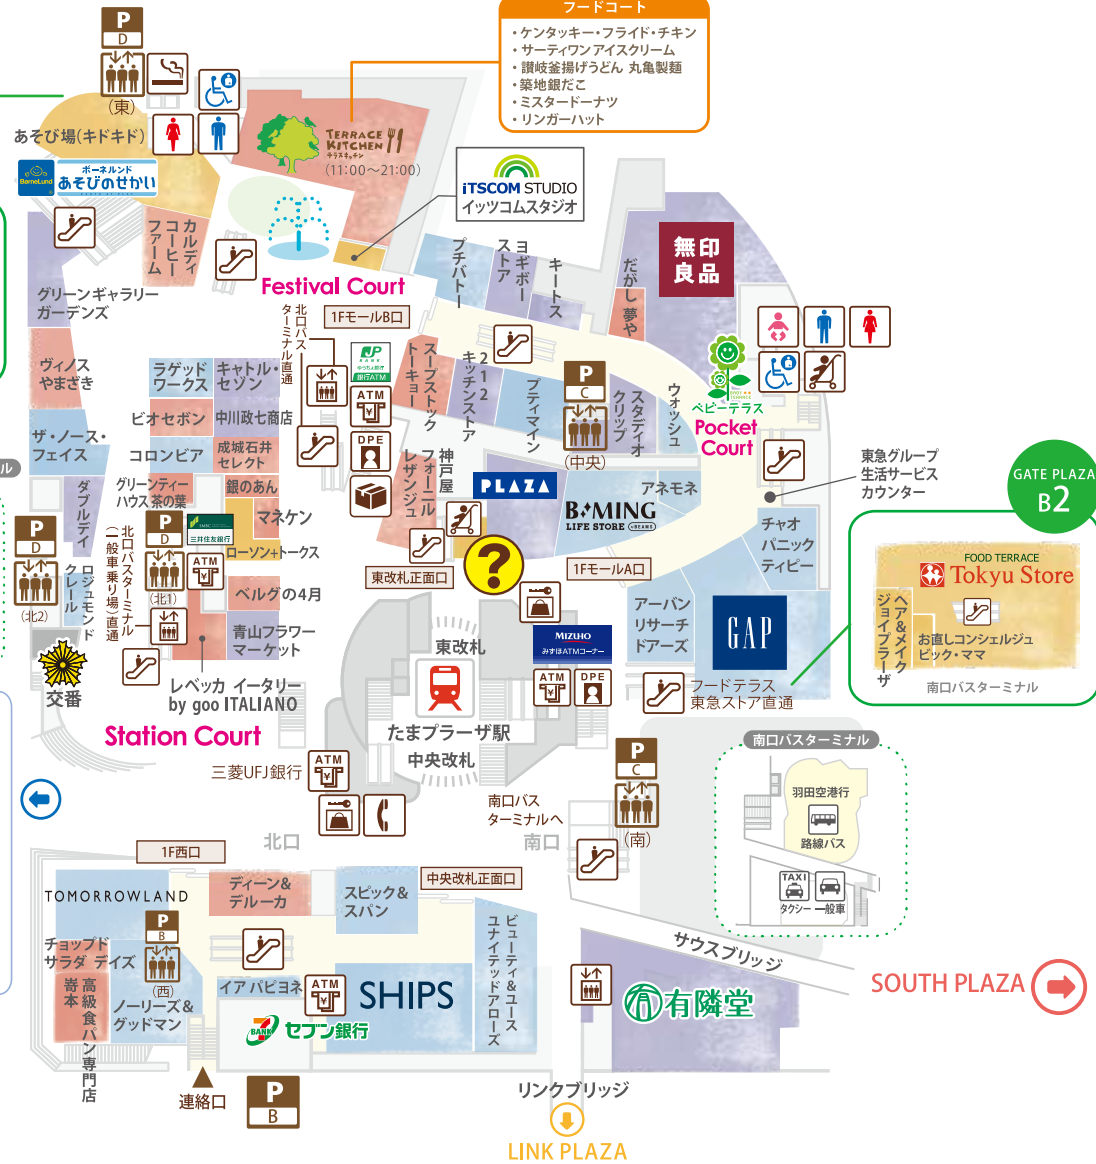 フードコート
・ケンタッキー・フライド・チキン
・サーティワン アイスクリーム
・讃岐釜揚げうどん 丸亀製麺
・築地銀だこ
・ミスタードーナツ
・リンガーハット
P
D
(東)
あそび場(キドキド)
BørneLund
ボーネルンド
あそびのせかい
TERRACE
KITCHEN
テラスキッチン
(11:00〜21:00)
iTSCOM STUDIO
イッツコムスタジオ
カルディ
コーヒー
ファーム
グリーンギャラリー
ガーデンズ
Festival Court
プチバトー
ヨギボー
ストア
キートス
だがし 夢や
無印
良品
北口バス
ターミナル直通
1FモールB口
JP
BANK
ゆうちょ銀行
銀行ATM
ATM
DPE
スープストック
トーキョー
212
キッチンストア
プティマイン
P
C
(中央)
スタディオ
クリップ
ウォッシュ
ベビーテラス
Pocket
Court
ヴィノス
やまざき
ラゲッド
ワークス
キャトル・
セゾン
ビオセボン
中川政七商店
ザ・ノース・
フェイス
コロンビア
成城石井
セレクト
ル
ダブルデイ
グリーンティー
ハウス 茶の葉
銀のあん
マネケン
ローソン+トークス
神戸屋
フォーニル
レザンジュ
PLAZA
B•MING
LIFE STORE by BEAMS
アネモネ
東急グループ
生活サービス
カウンター
GATE PLAZA
B2
チャオ
パニック
ティピー
P
D
(北2)
ロジェモンド
クレール
北口バスターミナル
(一般車乗り場)直通
P
D
(北1)
SMBC
三井住友銀行
ATM
ベルグの4月
青山フラワー
マーケット
交番
レベッカ イータリー
by goo ITALIANO
Station Court
東改札正面口
?
1FモールA口
MIZUHO
みずほATMコーナー
ATM
DPE
東改札
たまプラーザ駅
中央改札
アーバン
リサーチ
ドアーズ
GAP
フードテラス
東急ストア直通
FOOD TERRACE
Tokyu Store
ヘア&メイク
ジョイプラーザ
お直しコンシェルジュ
ビック・ママ
南口バスターミナル
三菱UFJ銀行
ATM
北口
南口バス
ターミナルへ
南口
P
C
(南)
南口バスターミナル
羽田空港行
路線バス
TAXI
タクシー
一般車
1F西口
中央改札正面口
TOMORROWLAND
ディーン&
デルーカ
スピック&
スパン
ビューティ&ユース
ユナイテッドアローズ
チョップド
サラダ デイズ
P
B
(西)
高級食パン専門店
嵜本
ノーリーズ&
グッドマン
イア パピヨネ
ATM
SHIPS
BANK
セブン銀行
有隣堂
サウスブリッジ
SOUTH PLAZA
連絡口
P
B
リンクブリッジ
LINK PLAZA